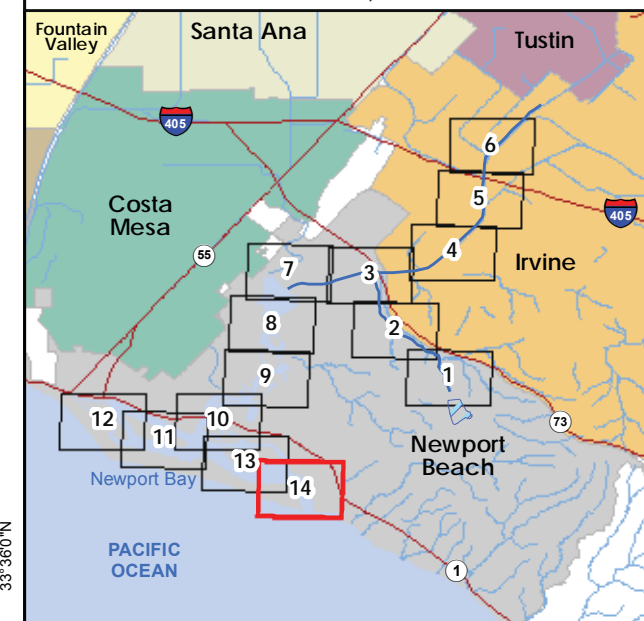 Fountain
Valley
Santa Ana
Tustin
405
6
5
405
Costa
Mesa
4
55
Irvine
7
3
8
2
9
1
12
10
11
73
13
Newport
Beach
Newport Bay
14
33°36'0"N
PACIFIC
OCEAN
1